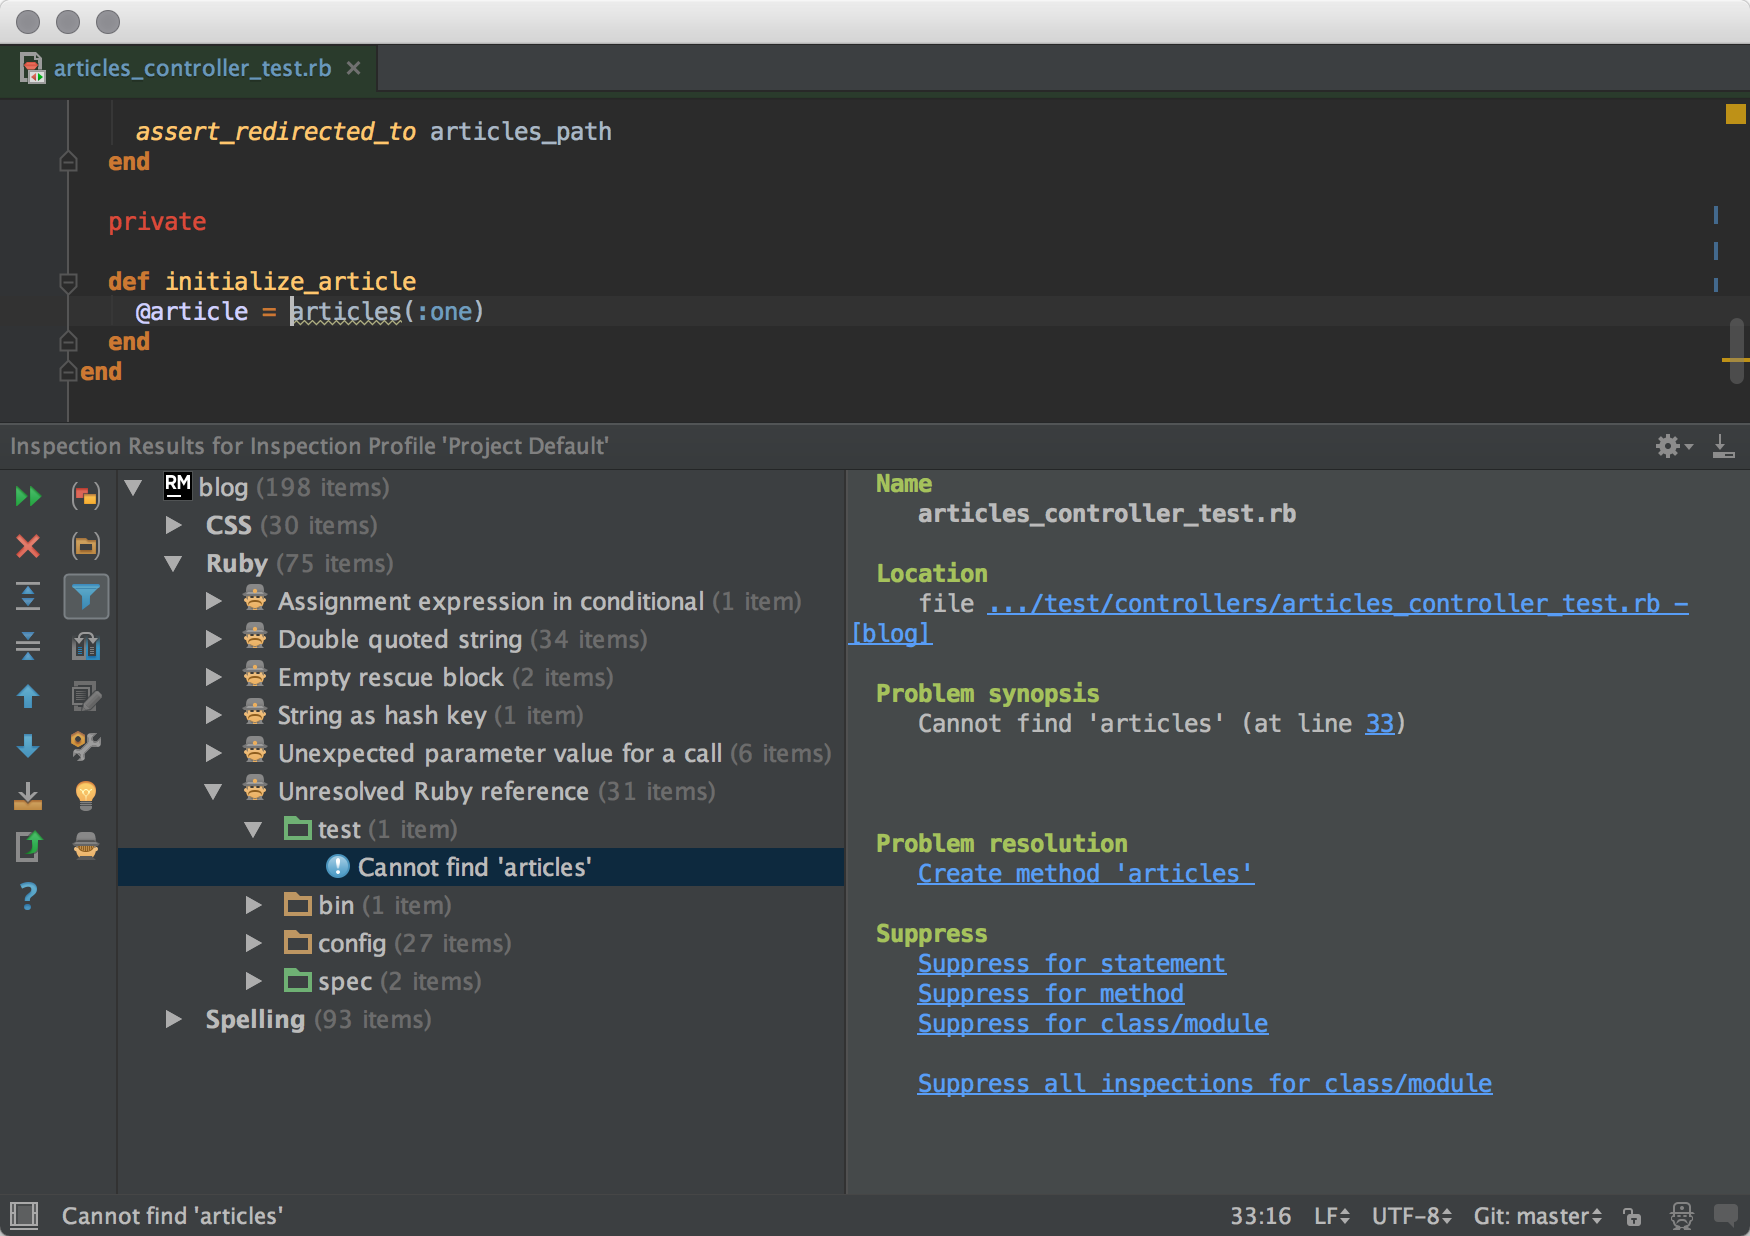 articles_controller_test.rb
assert_redirected_to articles_path
end
private
def initialize_article
@article = articles(:one)
end
end
Inspection Results for Inspection Profile 'Project Default'
RM blog (198 items)
CSS (30 items)
Ruby (75 items)
Assignment expression in conditional (1 item)
Double quoted string (34 items)
Empty rescue block (2 items)
String as hash key (1 item)
Unexpected parameter value for a call (6 items)
Unresolved Ruby reference (31 items)
test (1 item)
Cannot find 'articles'
bin (1 item)
config (27 items)
spec (2 items)
Spelling (93 items)
Name
articles_controller_test.rb
Location
file .../test/controllers/articles_controller_test.rb –
[blog]
Problem synopsis
Cannot find 'articles' (at line 33)
Problem resolution
Create method 'articles'
Suppress
Suppress for statement
Suppress for method
Suppress for class/module
Suppress all inspections for class/module
Cannot find 'articles' 33:16 LF UTF-8 Git: master